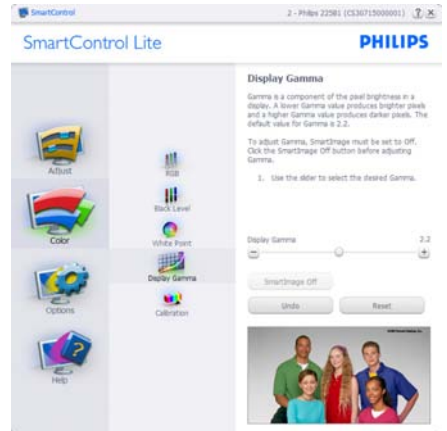 SmartControl
2 - Philips 225B1 (CS30715000001)
SmartControl Lite
PHILIPS
Adjust
Color
Options
Help
RGB
Black Level
White Point
Display Gamma
Calibration
Display Gamma
Gamma is a component of the pixel brightness in a
display. A lower Gamma value produces brighter pixels
and a higher Gamma value produces darker pixels. The
default value for Gamma is 2.2.
To adjust Gamma, SmartImage must be set to Off.
Click the SmartImage Off button before adjusting
Gamma.
1. Use the slider to select the desired Gamma.
Display Gamma 2.2
SmartImage Off
Undo
Reset